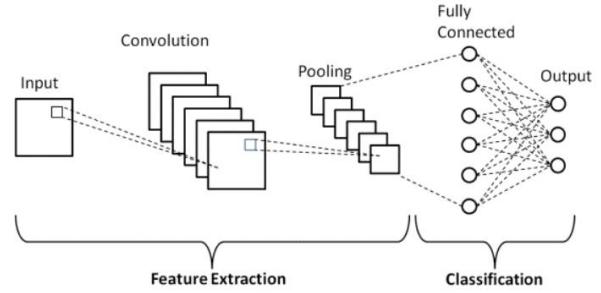 Input
Convolution
Pooling
Fully
Connected
Output
Feature Extraction
Classification